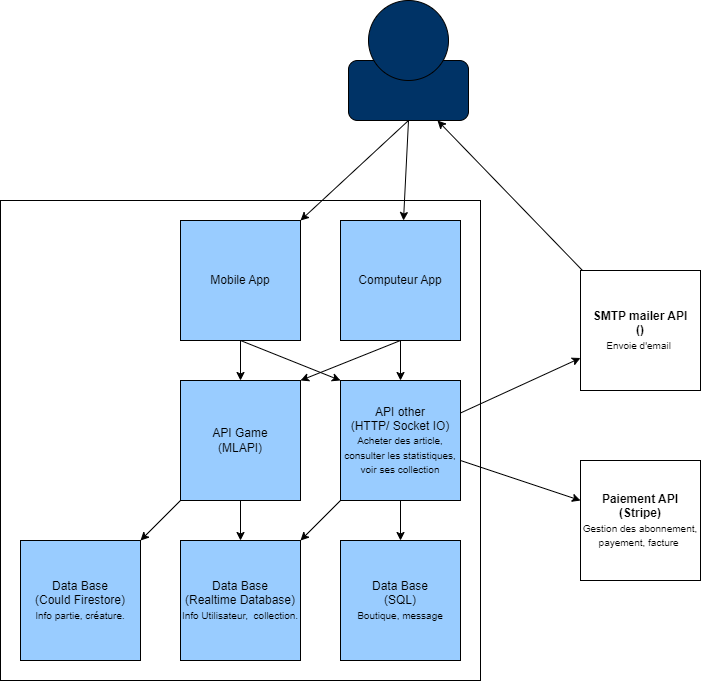 Mobile App
Computeur App
SMTP mailer API
()
Envoie d'email
API Game
(MLAPI)
API other
(HTTP/ Socket IO)
Acheter des article,
consulter les statistiques,
voir ses collection
Paiement API
(Stripe)
Gestion des abonnement,
payement, facture
Data Base
(Could Firestore)
Info partie, créature.
Data Base
(Realtime Database)
Info Utilisateur, collection.
Data Base
(SQL)
Boutique, message